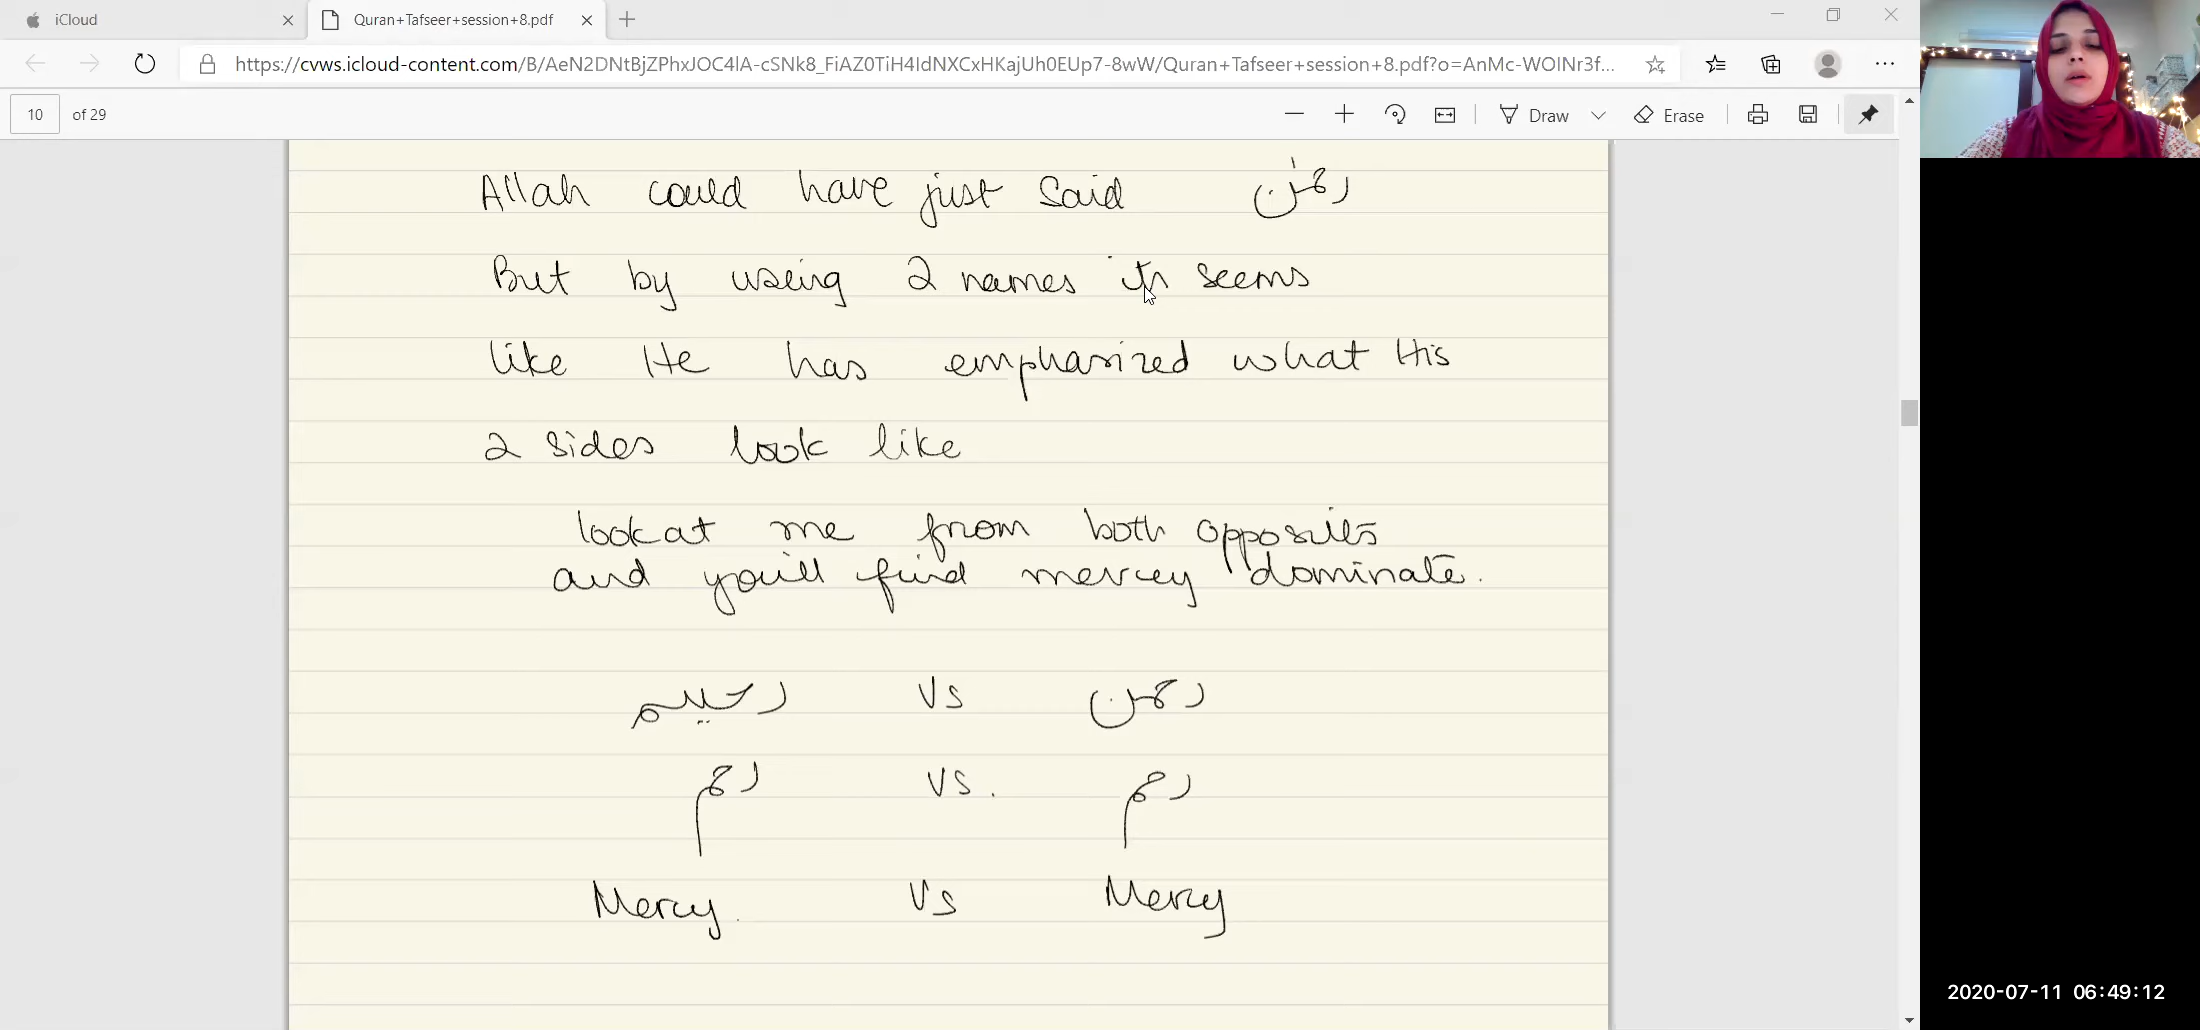 iCloud
Quran+Tafseer+session+8.pdf
https://cvws.icloud-content.com/B/AeN2DNtBjZPhxJOC4lA-cSNk8_FiAZ0TiH4IdNXCxHKajUh0EUp7-8wW/Quran+Tafseer+session+8.pdf?o=AnMc-WOlNr3f...
10 of 29
Draw
Erase
Allah could have just said رحمٰن
But by using 2 names it seems
like He has emphasized what His
2 sides look like
look at me from both opposites
and you'll find mercy dominate.
رحيم vs رحمن
رحم vs. رحم
Mercy. vs Mercy
2020-07-11 06:49:12